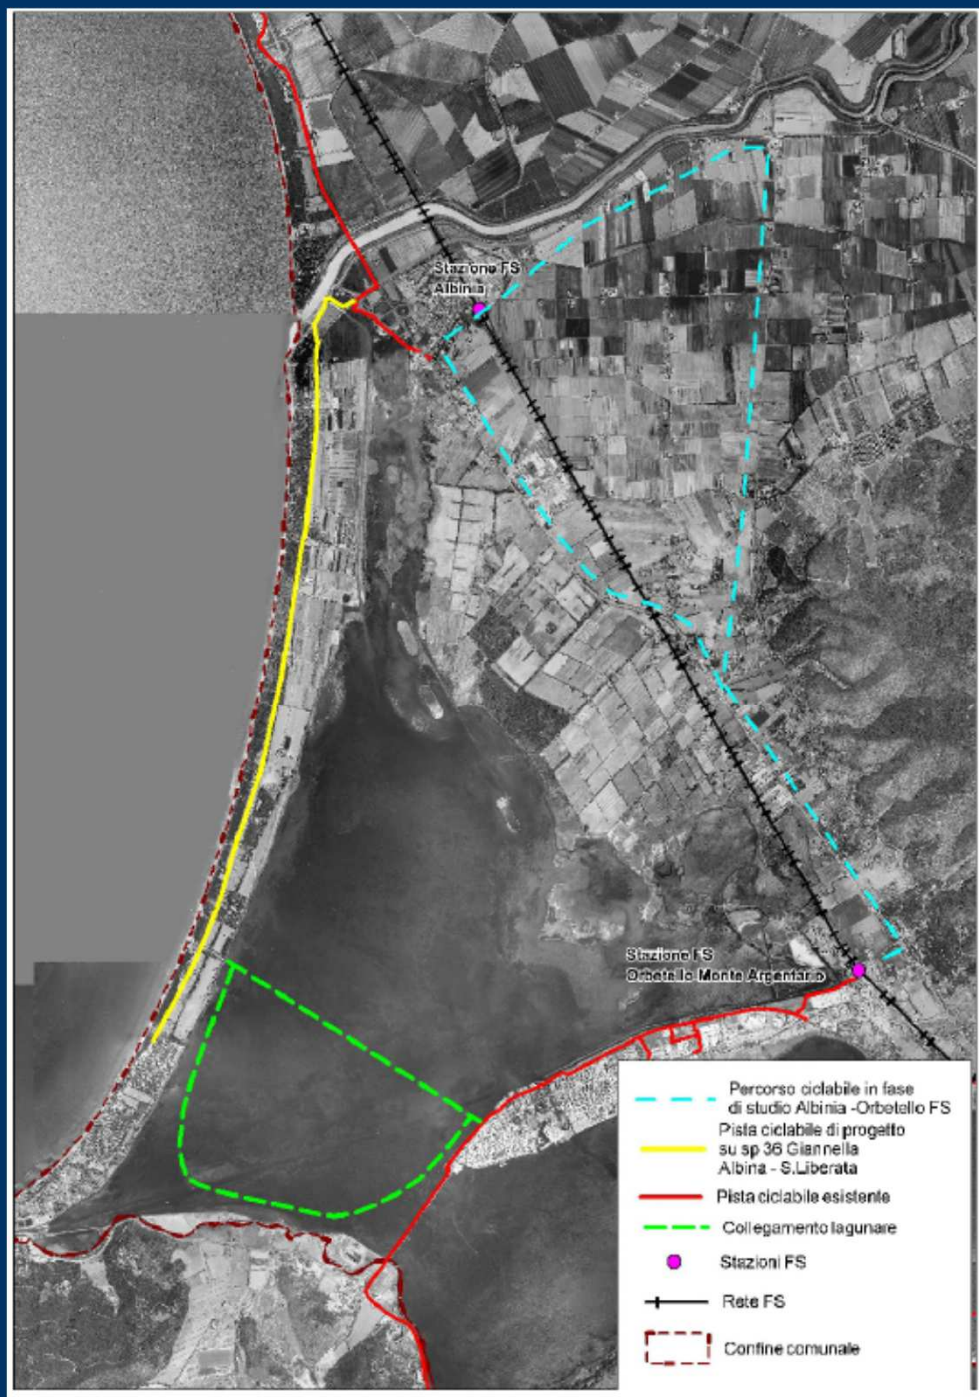 Stazione FS
Albinia
Stazione FS
Orbetello-Monte Argentario
Percorso ciclabile in fase
di studio Albinia -Orbetello FS
Pista ciclabile di progetto
su sp 36 Giannella
Albina - S.Liberata
Pista ciclabile esistente
Collegamento lagunare
Stazioni FS
Rete FS
Confine comunale